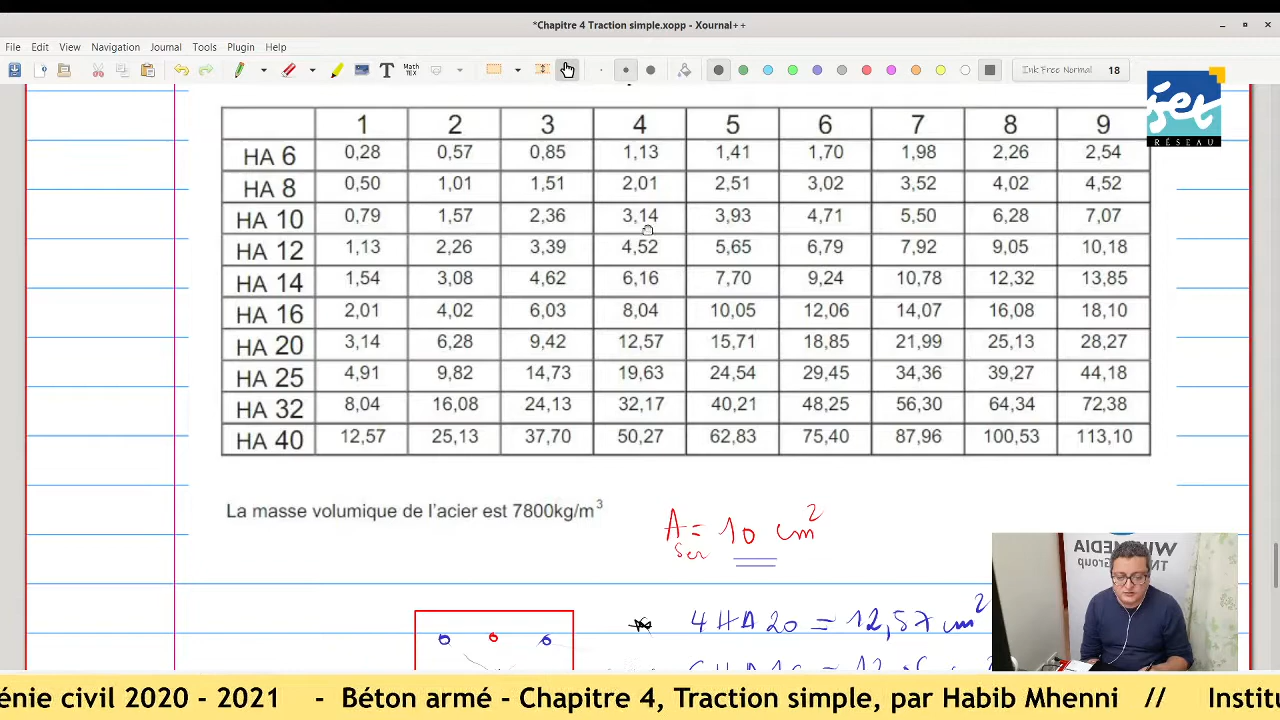 *Chapitre 4 Traction simple.xopp - Xournal++
File Edit View Navigation Journal Tools Plugin Help
Ink Free Normal 18
iset
RÉSEAU
1 2 3 4 5 6 7 8 9
HA 6 0,28 0,57 0,85 1,13 1,41 1,70 1,98 2,26 2,54
HA 8 0,50 1,01 1,51 2,01 2,51 3,02 3,52 4,02 4,52
HA 10 0,79 1,57 2,36 3,14 3,93 4,71 5,50 6,28 7,07
HA 12 1,13 2,26 3,39 4,52 5,65 6,79 7,92 9,05 10,18
HA 14 1,54 3,08 4,62 6,16 7,70 9,24 10,78 12,32 13,85
HA 16 2,01 4,02 6,03 8,04 10,05 12,06 14,07 16,08 18,10
HA 20 3,14 6,28 9,42 12,57 15,71 18,85 21,99 25,13 28,27
HA 25 4,91 9,82 14,73 19,63 24,54 29,45 34,36 39,27 44,18
HA 32 8,04 16,08 24,13 32,17 40,21 48,25 56,30 64,34 72,38
HA 40 12,57 25,13 37,70 50,27 62,83 75,40 87,96 100,53 113,10
La masse volumique de l'acier est 7800kg/m³
A ser = 10 cm²
4 HA 20 = 12,57 cm²
énie civil 2020 - 2021 - Béton armé - Chapitre 4, Traction simple, par Habib Mhenni // Institu